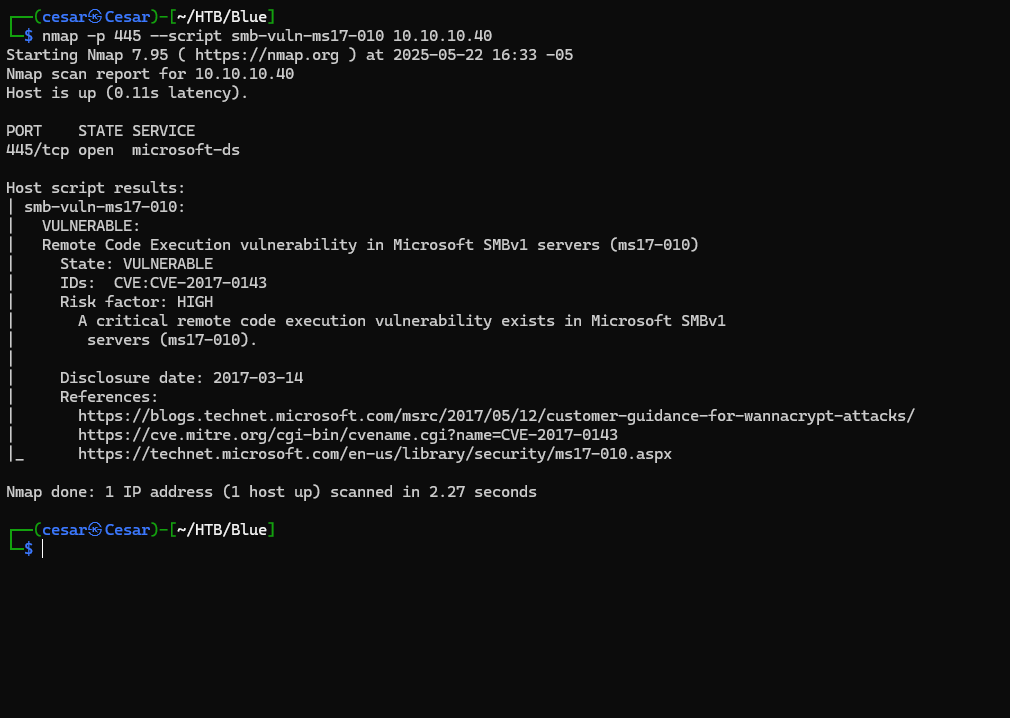 ┌──(cesar㉿Cesar)-[~/HTB/Blue]
└─$ nmap -p 445 --script smb-vuln-ms17-010 10.10.10.40
Starting Nmap 7.95 ( https://nmap.org ) at 2025-05-22 16:33 -05
Nmap scan report for 10.10.10.40
Host is up (0.11s latency).

PORT    STATE SERVICE
445/tcp open  microsoft-ds

Host script results:
| smb-vuln-ms17-010:
|   VULNERABLE:
|   Remote Code Execution vulnerability in Microsoft SMBv1 servers (ms17-010)
|     State: VULNERABLE
|     IDs:  CVE:CVE-2017-0143
|     Risk factor: HIGH
|       A critical remote code execution vulnerability exists in Microsoft SMBv1
|        servers (ms17-010).
|
|     Disclosure date: 2017-03-14
|     References:
|       https://blogs.technet.microsoft.com/msrc/2017/05/12/customer-guidance-for-wannacrypt-attacks/
|       https://cve.mitre.org/cgi-bin/cvename.cgi?name=CVE-2017-0143
|_      https://technet.microsoft.com/en-us/library/security/ms17-010.aspx

Nmap done: 1 IP address (1 host up) scanned in 2.27 seconds

┌──(cesar㉿Cesar)-[~/HTB/Blue]
└─$